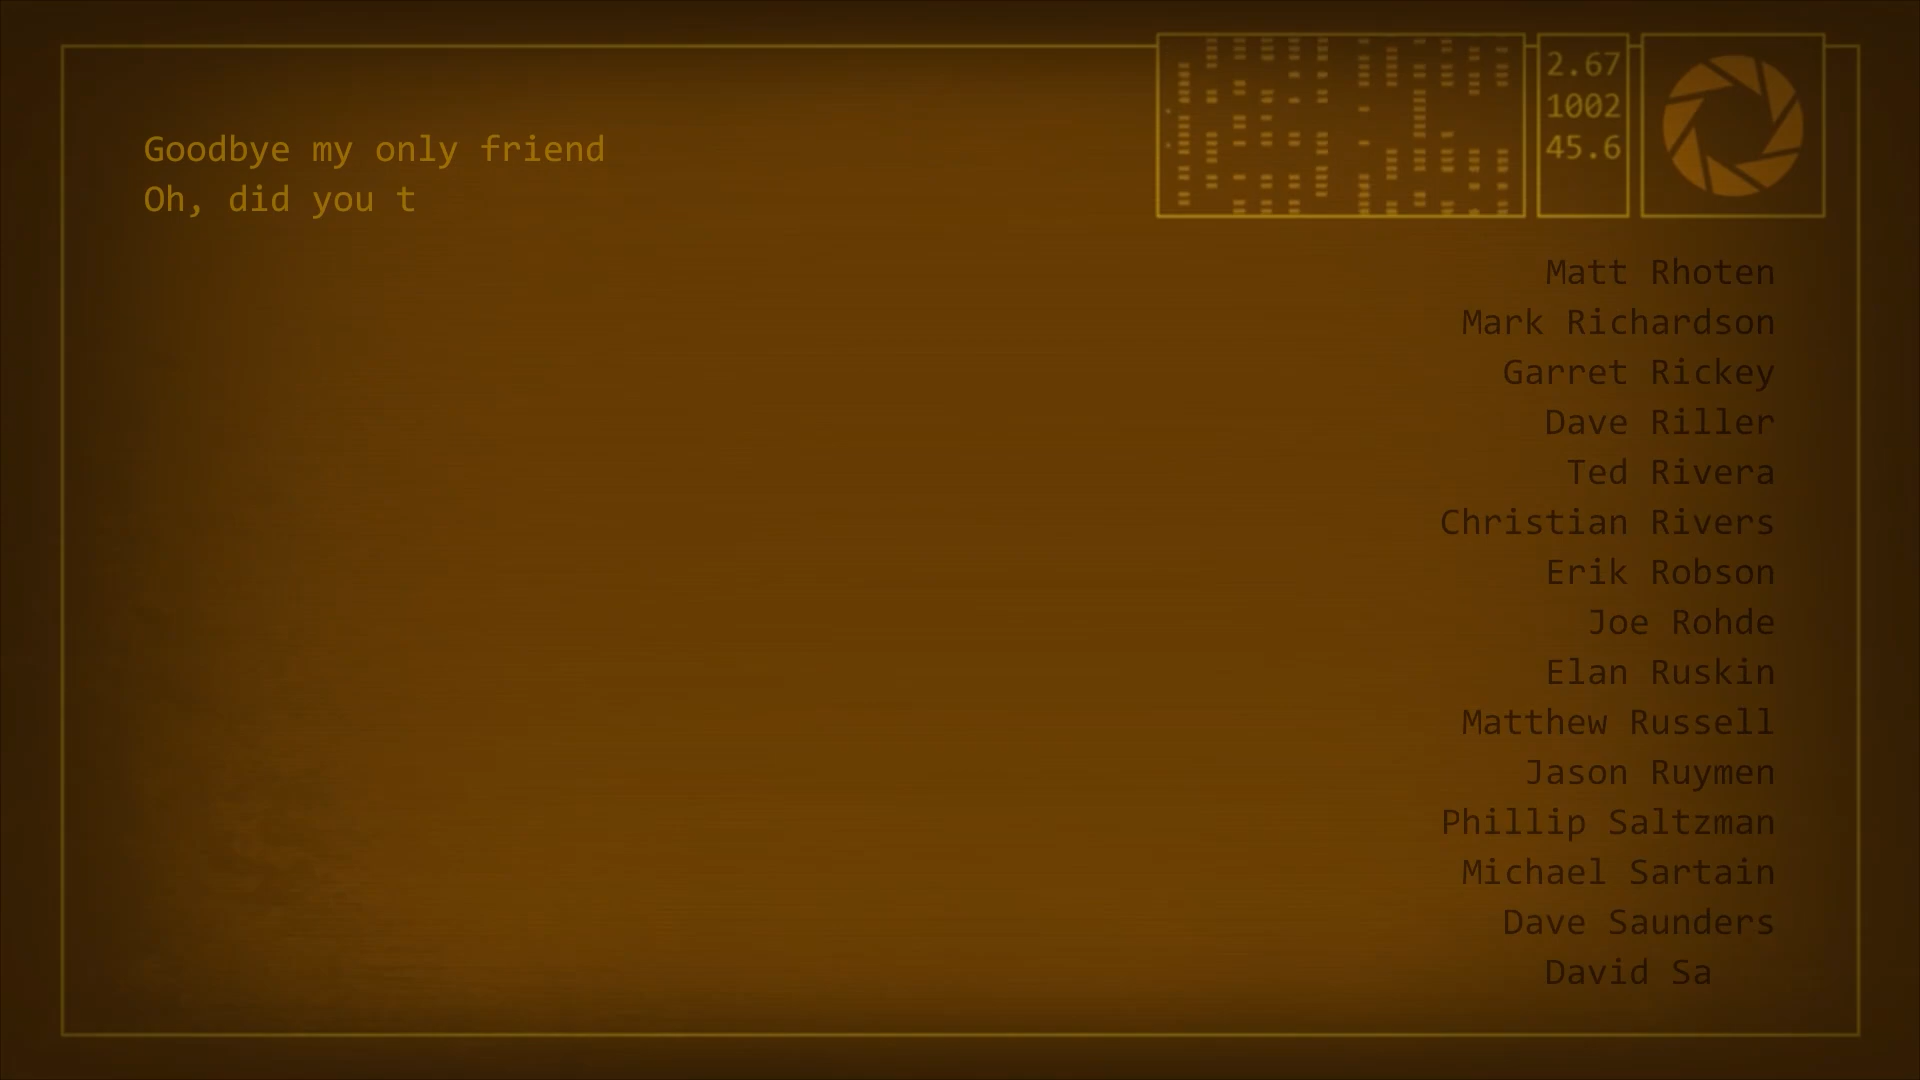 Goodbye my only friend
Oh, did you t
2.67
1002
45.6
Matt Rhoten
Mark Richardson
Garret Rickey
Dave Riller
Ted Rivera
Christian Rivers
Erik Robson
Joe Rohde
Elan Ruskin
Matthew Russell
Jason Ruymen
Phillip Saltzman
Michael Sartain
Dave Saunders
David Sa